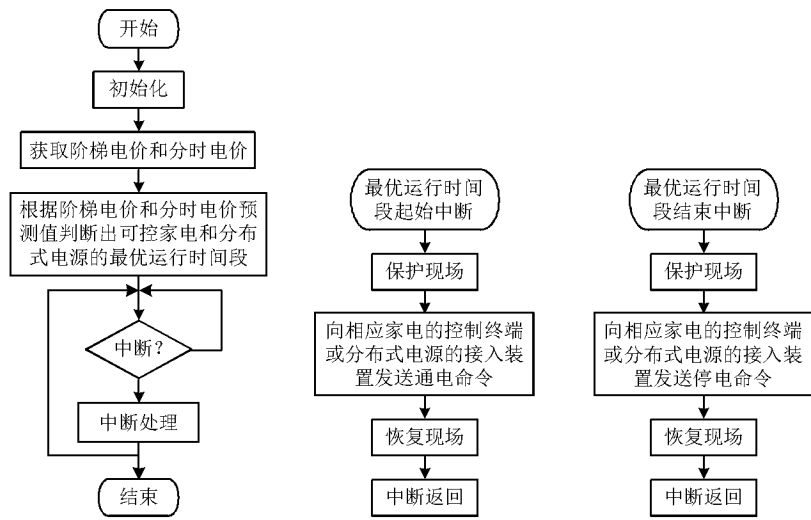 开始
初始化
获取阶梯电价和分时电价
根据阶梯电价和分时电价预
测值判断出可控家电和分布
式电源的最优运行时间段
中断？
中断处理
结束
最优运行时间
段起始中断
保护现场
向相应家电的控制终端
或分布式电源的接入装
置发送通电命令
恢复现场
中断返回
最优运行时间
段结束中断
保护现场
向相应家电的控制终端
或分布式电源的接入装
置发送停电命令
恢复现场
中断返回